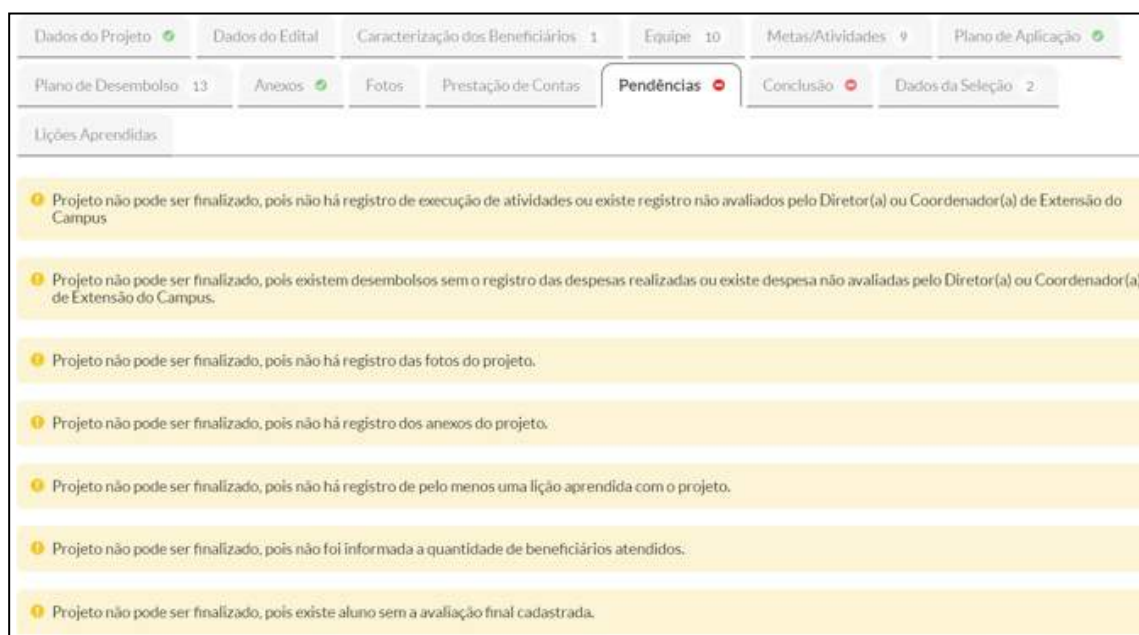 Dados do Projeto Dados do Edital Caracterização dos Beneficiários 1 Equipe 10 Metas/Atividades 9 Plano de Aplicação
Plano de Desembolso 13 Anexos Fotos Prestação de Contas Pendências Conclusão Dados da Seleção 2
Lições Aprendidas
Projeto não pode ser finalizado, pois não há registro de execução de atividades ou existe registro não avaliados pelo Diretor(a) ou Coordenador(a) de Extensão do
Campus
Projeto não pode ser finalizado, pois existem desembolsos sem o registro das despesas realizadas ou existe despesa não avaliadas pelo Diretor(a) ou Coordenador(a)
de Extensão do Campus.
Projeto não pode ser finalizado, pois não há registro das fotos do projeto.
Projeto não pode ser finalizado, pois não há registro dos anexos do projeto.
Projeto não pode ser finalizado, pois não há registro de pelo menos uma lição aprendida com o projeto.
Projeto não pode ser finalizado, pois não foi informada a quantidade de beneficiários atendidos.
Projeto não pode ser finalizado, pois existe aluno sem a avaliação final cadastrada.